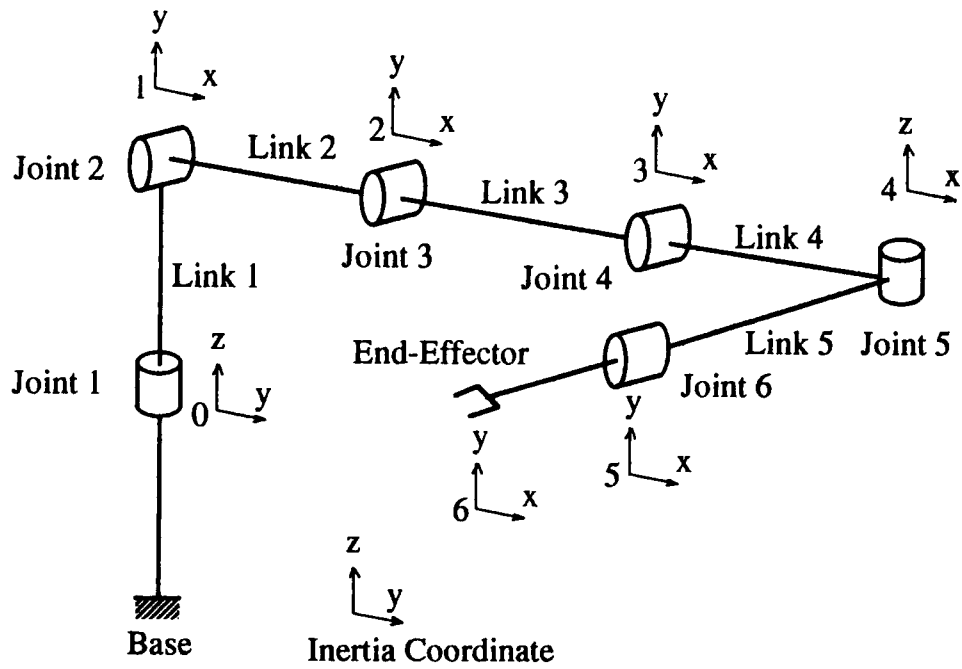 y
1
x
y
2
x
y
3
x
z
4
x
Joint 2
Link 2
Joint 3
Link 3
Joint 4
Link 4
Joint 5
Link 1
Joint 1
z
0
y
End-Effector
Link 5
Joint 6
y
6
x
y
5
x
z
y
Base
Inertia Coordinate